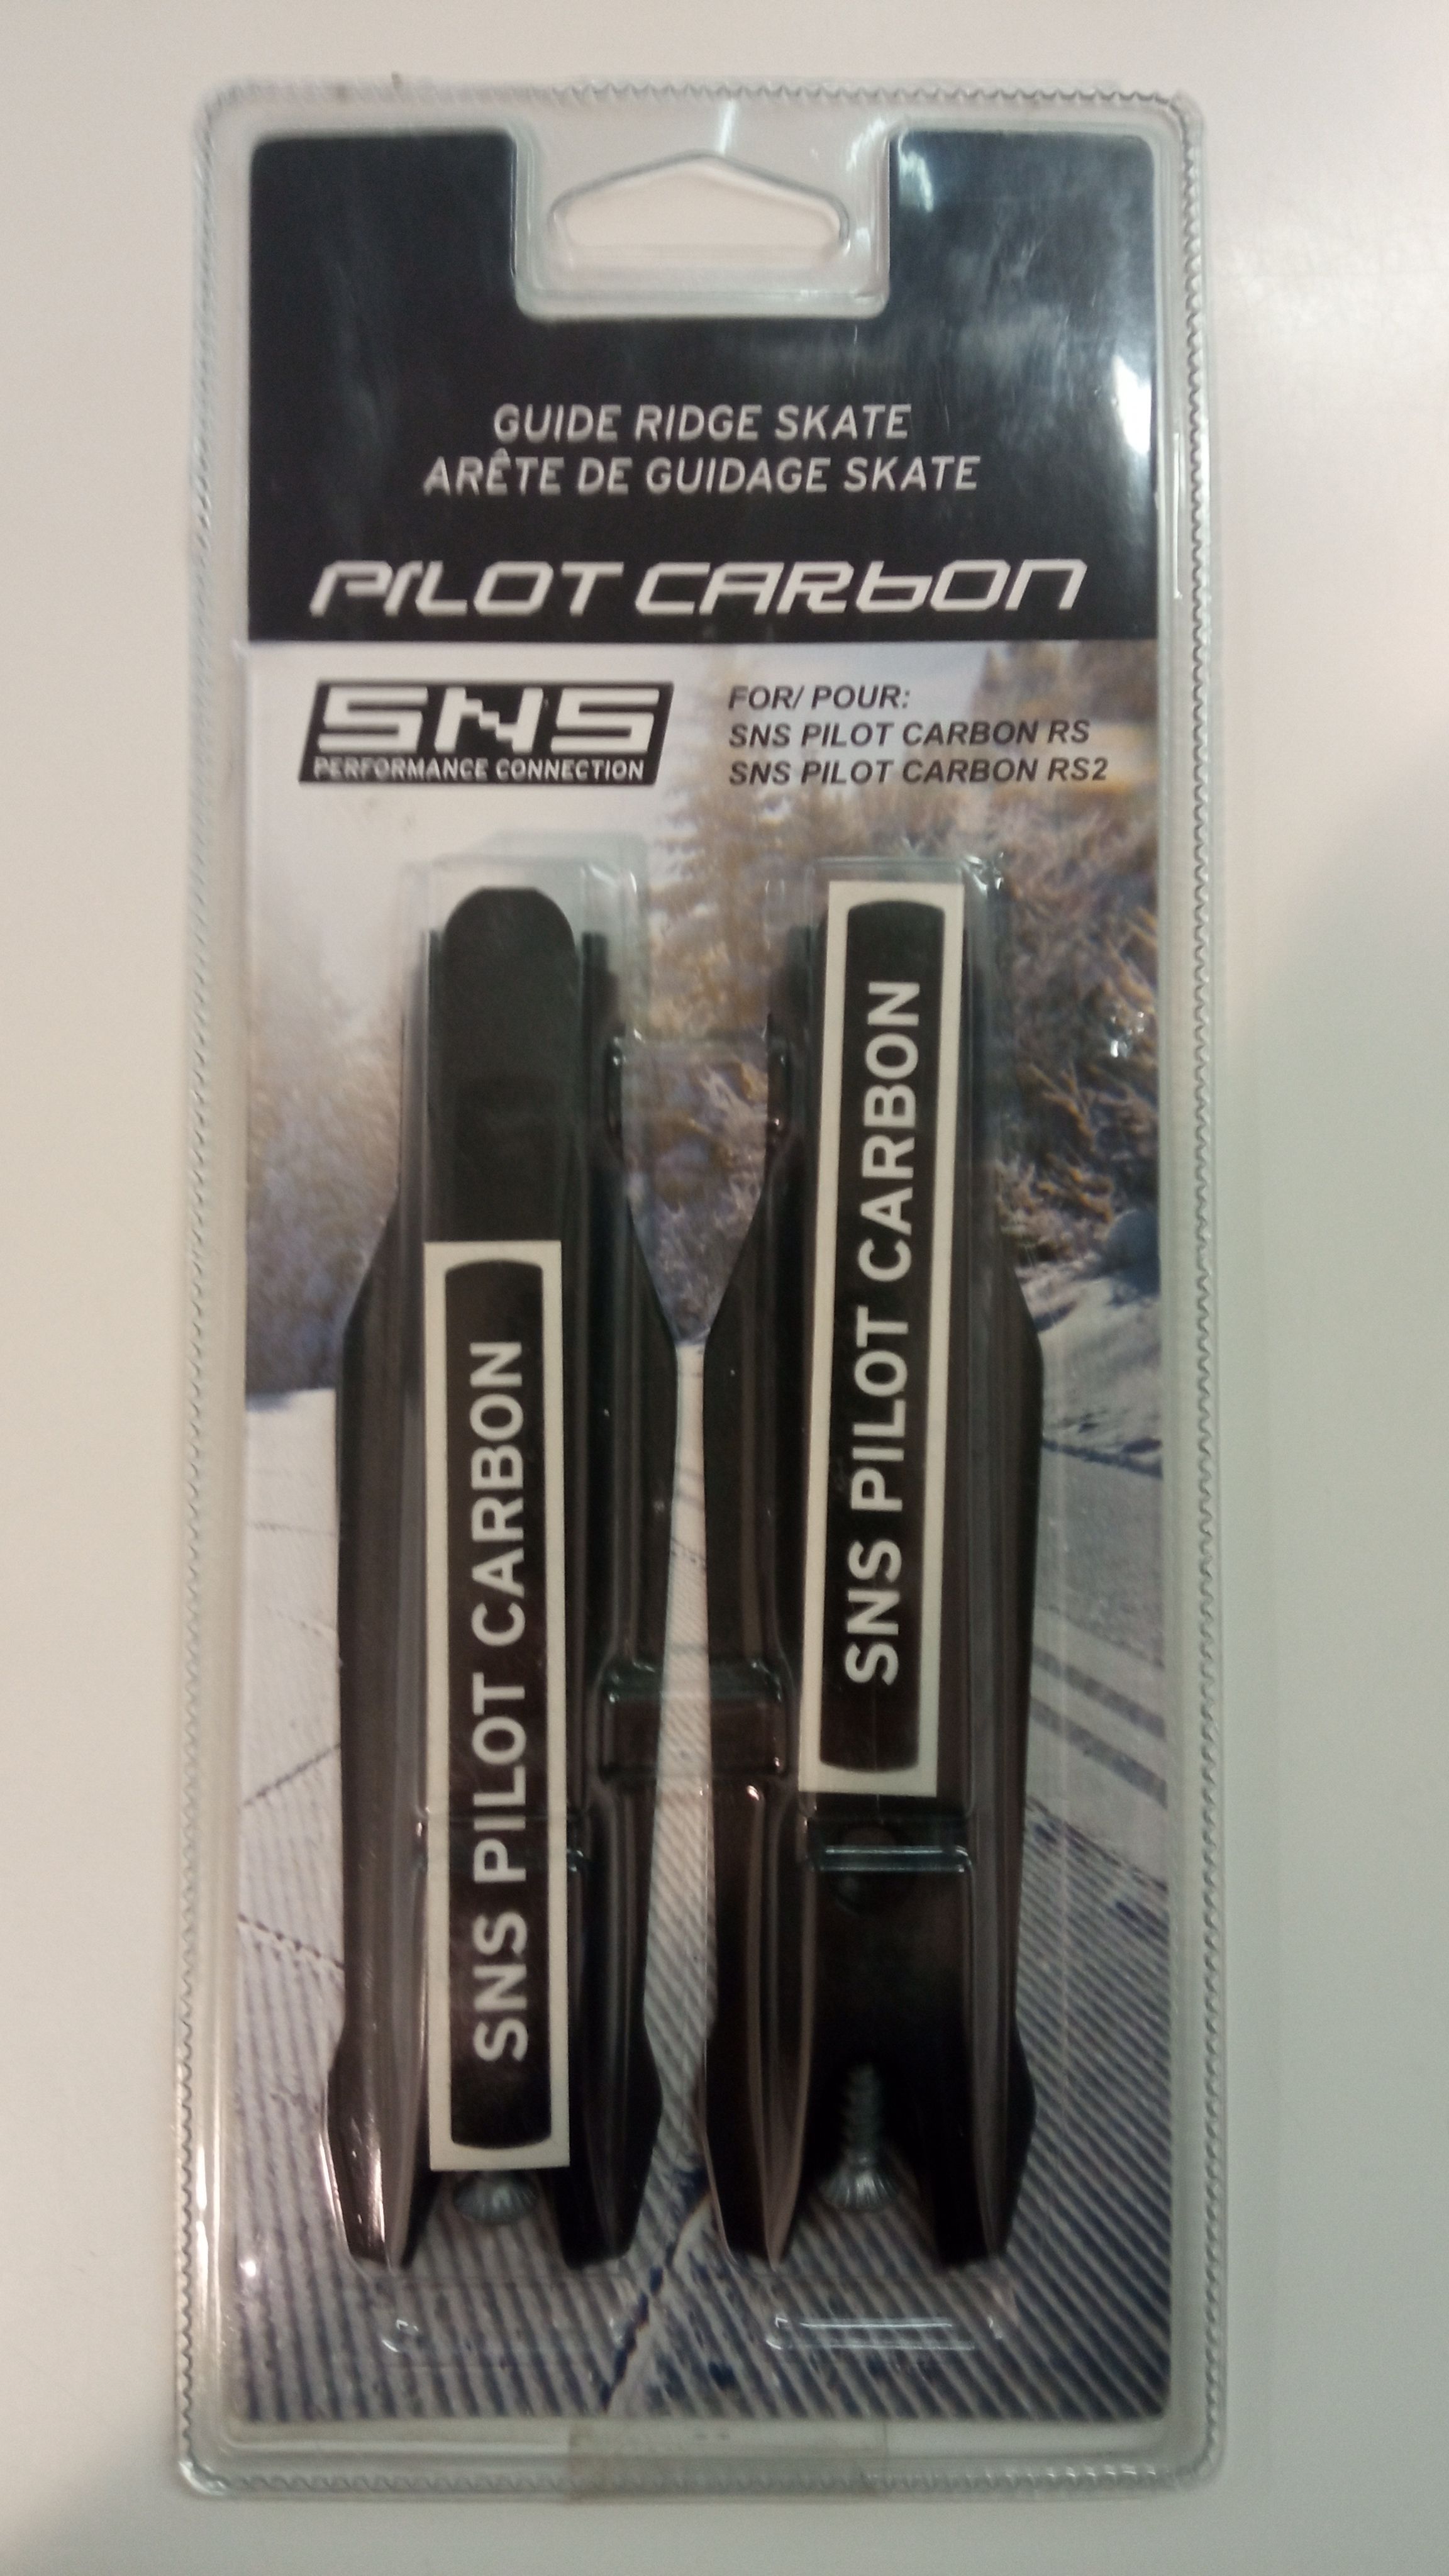 GUIDE RIDGE SKATE
ARÊTE DE GUIDAGE SKATE
PILOT CARBON
SNS
PERFORMANCE CONNECTION
FOR/ POUR:
SNS PILOT CARBON RS
SNS PILOT CARBON RS2
SNS PILOT CARBON
SNS PILOT CARBON